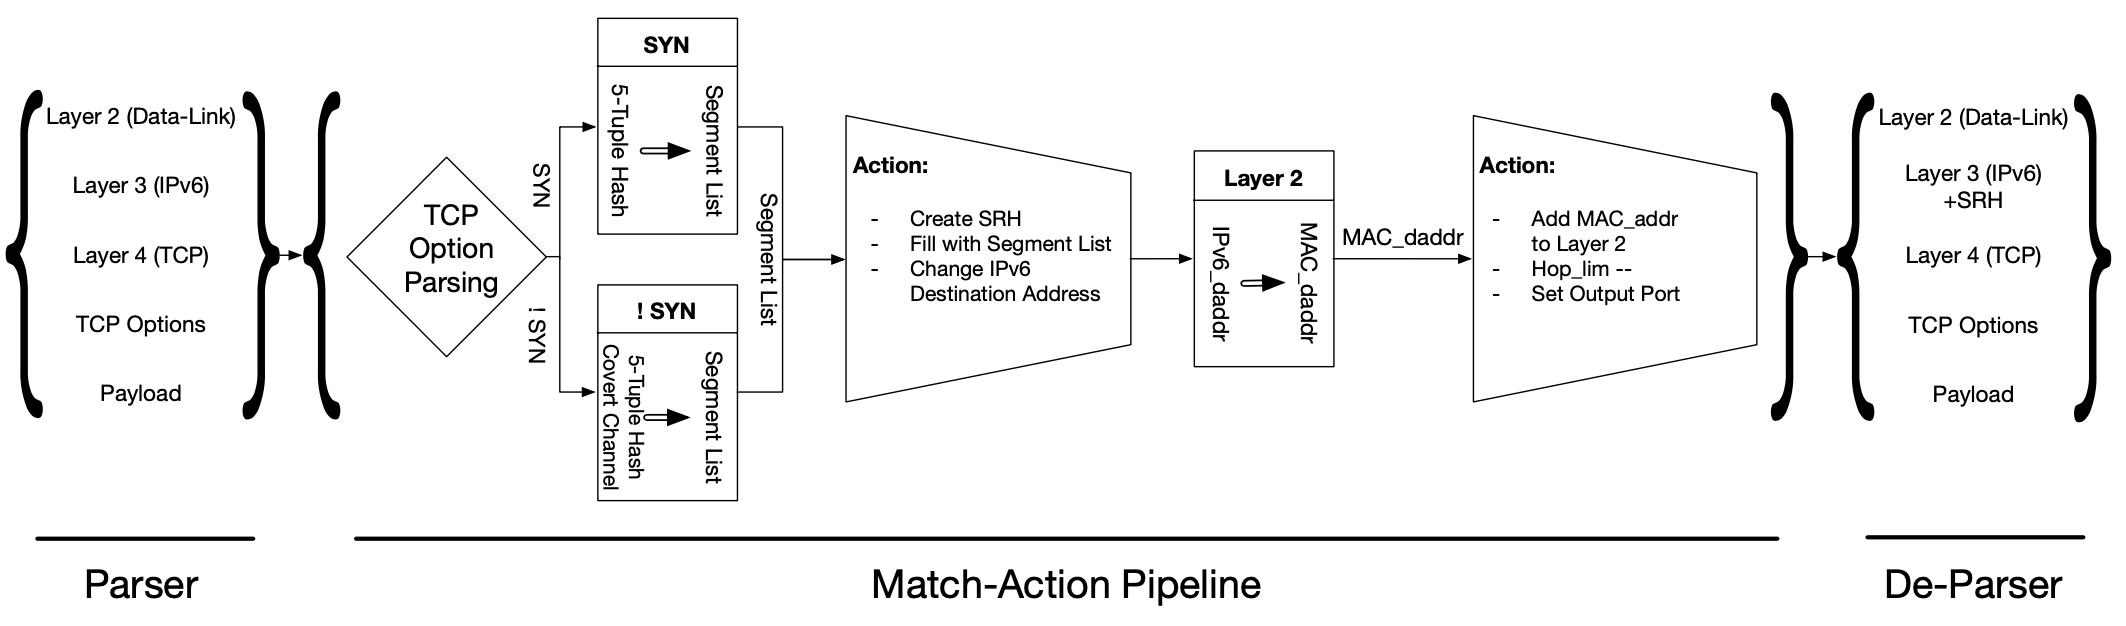 Layer 2 (Data-Link)
Layer 3 (IPv6)
Layer 4 (TCP)
TCP Options
Payload
TCP
Option
Parsing
SYN
! SYN
SYN
5-Tuple Hash
Segment List
! SYN
5-Tuple Hash
Covert Channel
Segment List
Segment List
Action:
- Create SRH
- Fill with Segment List
- Change IPv6
Destination Address
Layer 2
IPv6_daddr
MAC_daddr
MAC_daddr
Action:
- Add MAC_addr
to Layer 2
- Hop_lim --
- Set Output Port
Layer 2 (Data-Link)
Layer 3 (IPv6)
+SRH
Layer 4 (TCP)
TCP Options
Payload
Parser
Match-Action Pipeline
De-Parser